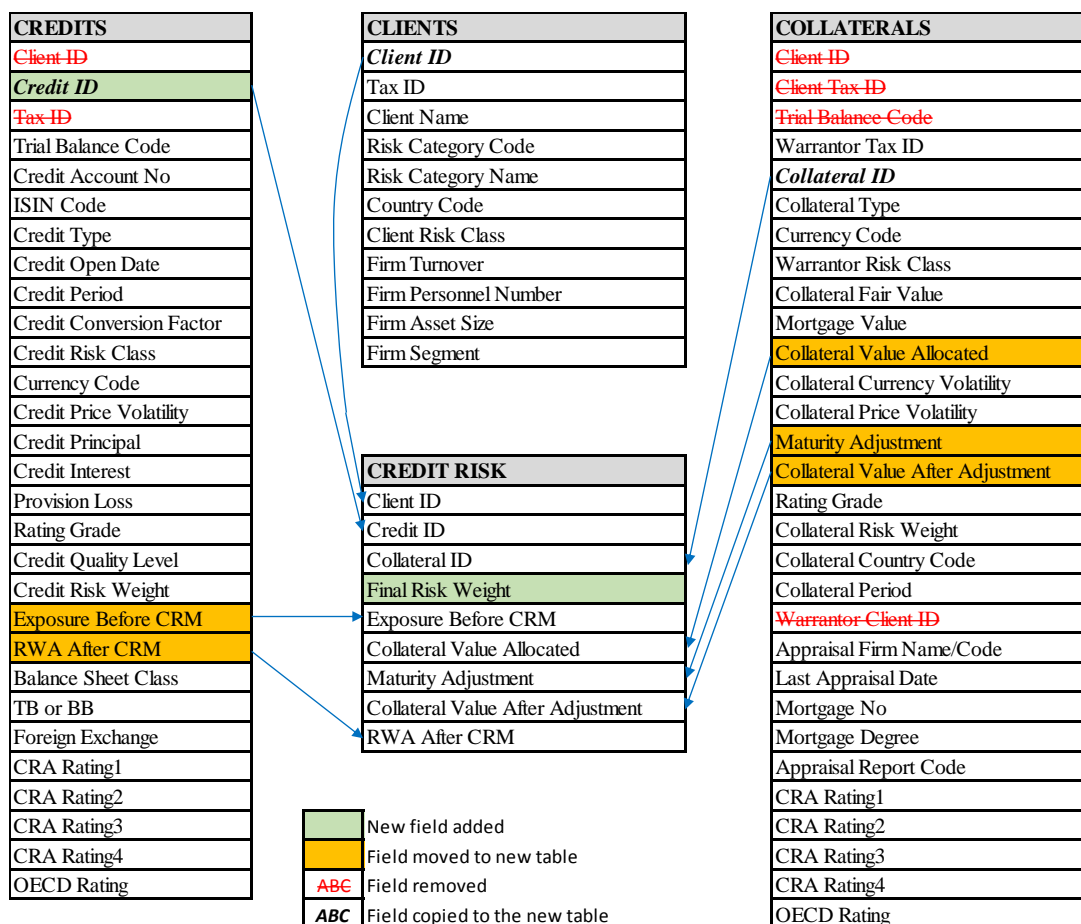 CREDITS
Client ID
Credit ID
Tax ID
Trial Balance Code
Credit Account No
ISIN Code
Credit Type
Credit Open Date
Credit Period
Credit Conversion Factor
Credit Risk Class
Currency Code
Credit Price Volatility
Credit Principal
Credit Interest
Provision Loss
Rating Grade
Credit Quality Level
Credit Risk Weight
Exposure Before CRM
RWA After CRM
Balance Sheet Class
TB or BB
Foreign Exchange
CRA Rating1
CRA Rating2
CRA Rating3
CRA Rating4
OECD Rating
CLIENTS
Client ID
Tax ID
Client Name
Risk Category Code
Risk Category Name
Country Code
Client Risk Class
Firm Turnover
Firm Personnel Number
Firm Asset Size
Firm Segment
CREDIT RISK
Client ID
Credit ID
Collateral ID
Final Risk Weight
Exposure Before CRM
Collateral Value Allocated
Maturity Adjustment
Collateral Value After Adjustment
RWA After CRM
New field added
Field moved to new table
ABC Field removed
ABC Field copied to the new table
COLLATERALS
Client ID
Client Tax ID
Trial Balance Code
Warrantor Tax ID
Collateral ID
Collateral Type
Currency Code
Warrantor Risk Class
Collateral Fair Value
Mortgage Value
Collateral Value Allocated
Collateral Currency Volatility
Collateral Price Volatility
Maturity Adjustment
Collateral Value After Adjustment
Rating Grade
Collateral Risk Weight
Collateral Country Code
Collateral Period
Warrantor Client ID
Appraisal Firm Name/Code
Last Appraisal Date
Mortgage No
Mortgage Degree
Appraisal Report Code
CRA Rating1
CRA Rating2
CRA Rating3
CRA Rating4
OECD Rating